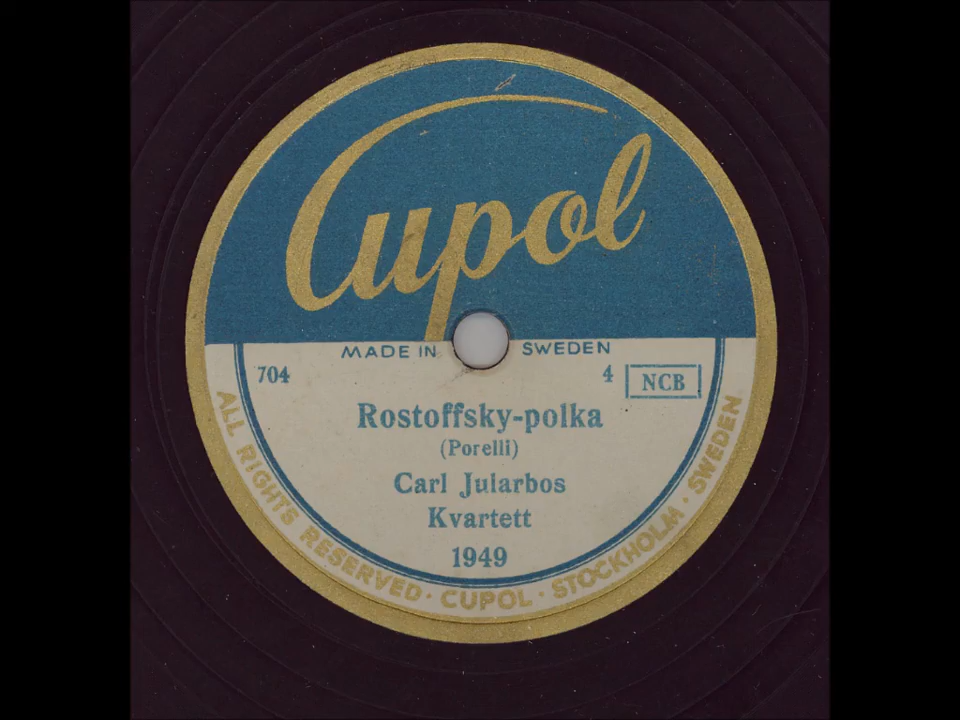 Cupol
MADE IN SWEDEN
704 4 NCB
Rostoffsky-polka
(Porelli)
Carl Jularbos
Kvartett
1949
ALL RIGHTS RESERVED · CUPOL · STOCKHOLM · SWEDEN